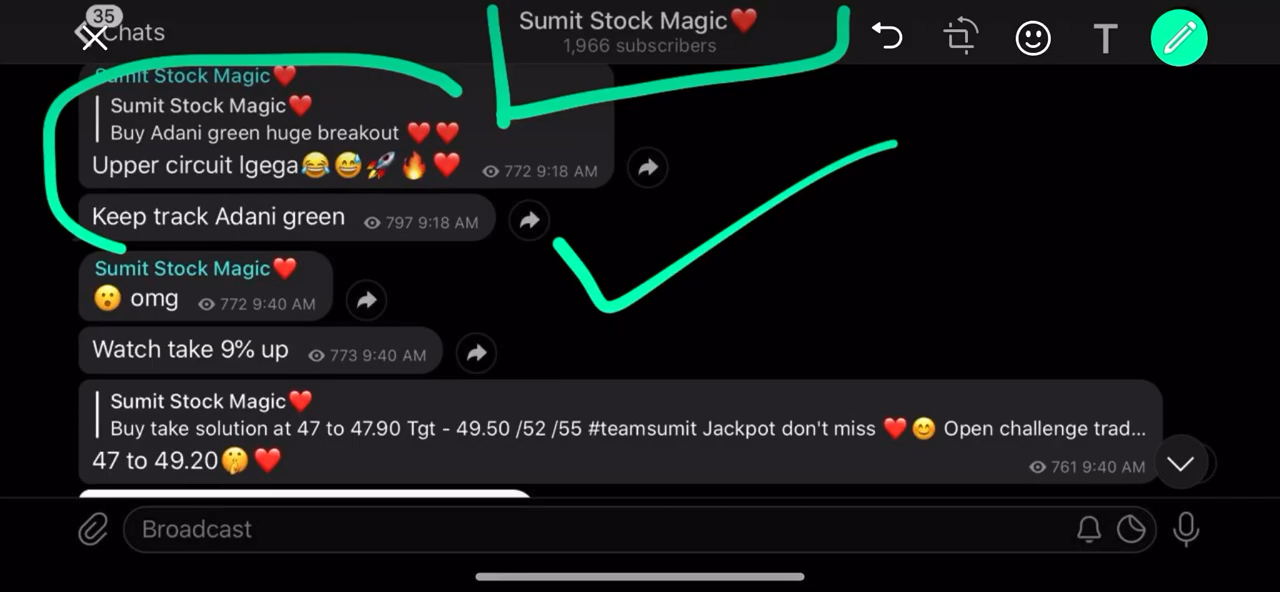 35
Chats
Sumit Stock Magic❤️
1,966 subscribers
T
Sumit Stock Magic❤️
Sumit Stock Magic❤️
Buy Adani green huge breakout ❤️❤️
Upper circuit lgega😂😅🚀🔥❤️ 772 9:18 AM
Keep track Adani green 797 9:18 AM
Sumit Stock Magic❤️
😮 omg 772 9:40 AM
Watch take 9% up 773 9:40 AM
Sumit Stock Magic❤️
Buy take solution at 47 to 47.90 Tgt - 49.50 /52 /55 #teamsumit Jackpot don't miss ❤️😊 Open challenge trad...
47 to 49.20🤫❤️ 761 9:40 AM
Broadcast